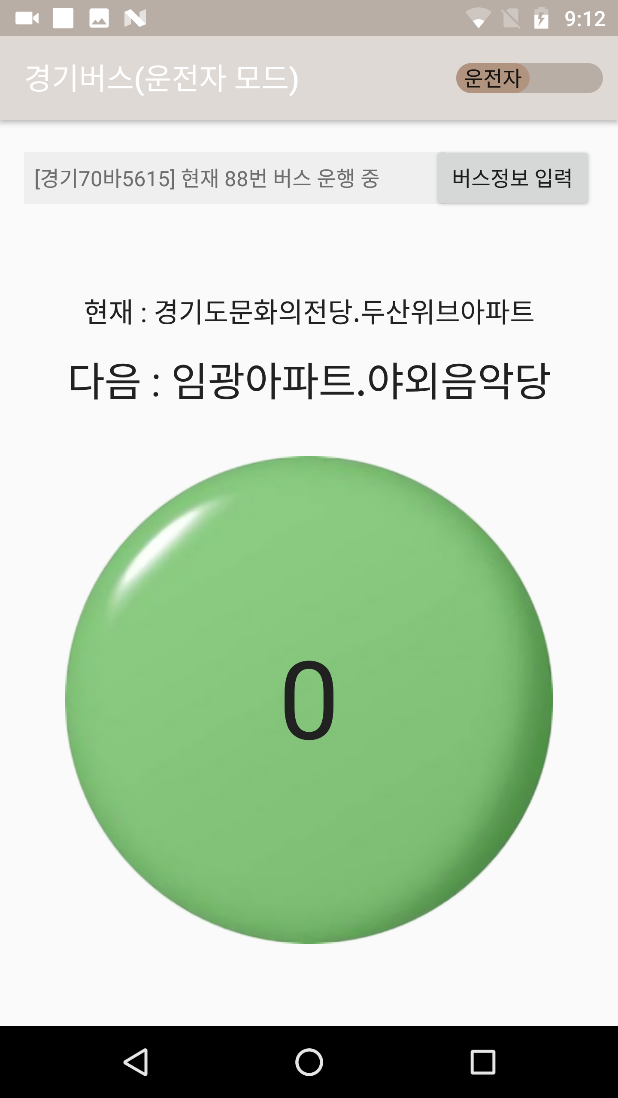 9:12
경기버스(운전자 모드)
운전자
[경기70바5615] 현재 88번 버스 운행 중
버스정보 입력
현재 : 경기도문화의전당.두산위브아파트
다음 : 임광아파트.야외음악당
0